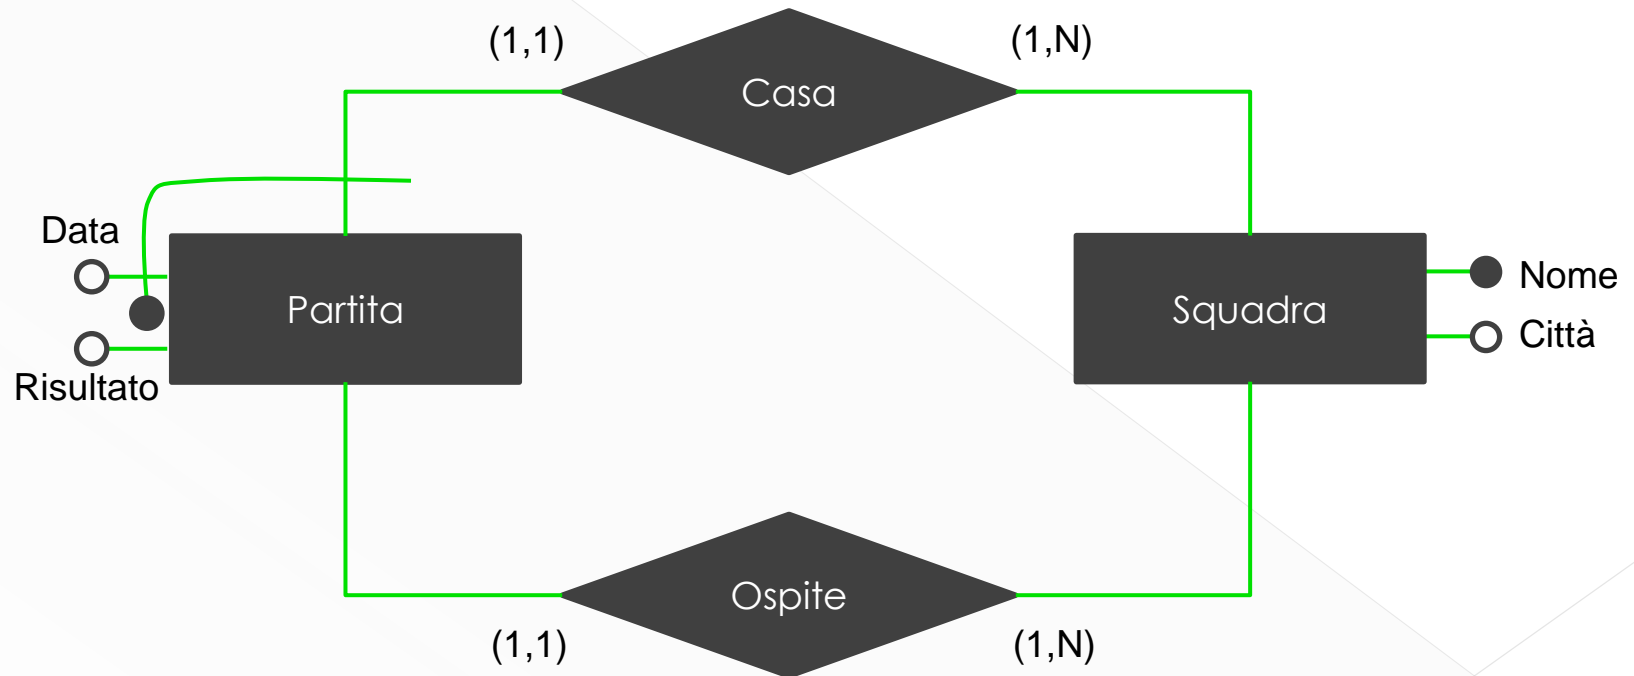 (1,1)
(1,N)
Casa
Data
Partita
Risultato
Squadra
Nome
Città
Ospite
(1,1)
(1,N)